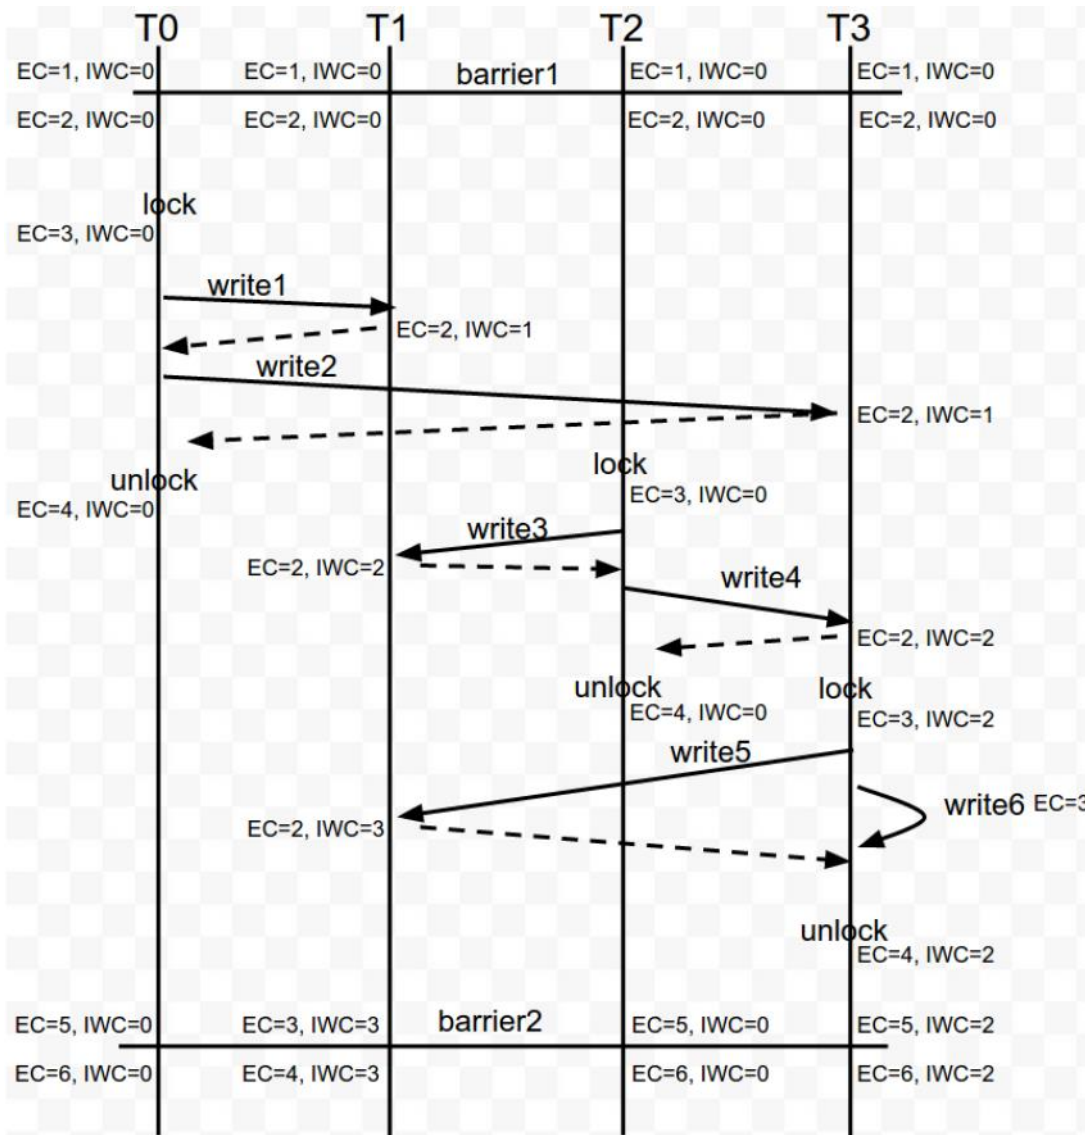 T0 T1 T2 T3
EC=1, IWC=0 EC=1, IWC=0 barrier1 EC=1, IWC=0 EC=1, IWC=0
EC=2, IWC=0 EC=2, IWC=0 EC=2, IWC=0 EC=2, IWC=0
lock
EC=3, IWC=0
write1
EC=2, IWC=1
write2
EC=2, IWC=1
lock
unlock
EC=3, IWC=0
EC=4, IWC=0
write3
EC=2, IWC=2
write4
EC=2, IWC=2
unlock lock
EC=4, IWC=0 EC=3, IWC=2
write5
write6 EC=3
EC=2, IWC=3
unlock
EC=4, IWC=2
EC=5, IWC=0 EC=3, IWC=3 barrier2 EC=5, IWC=0 EC=5, IWC=2
EC=6, IWC=0 EC=4, IWC=3 EC=6, IWC=0 EC=6, IWC=2